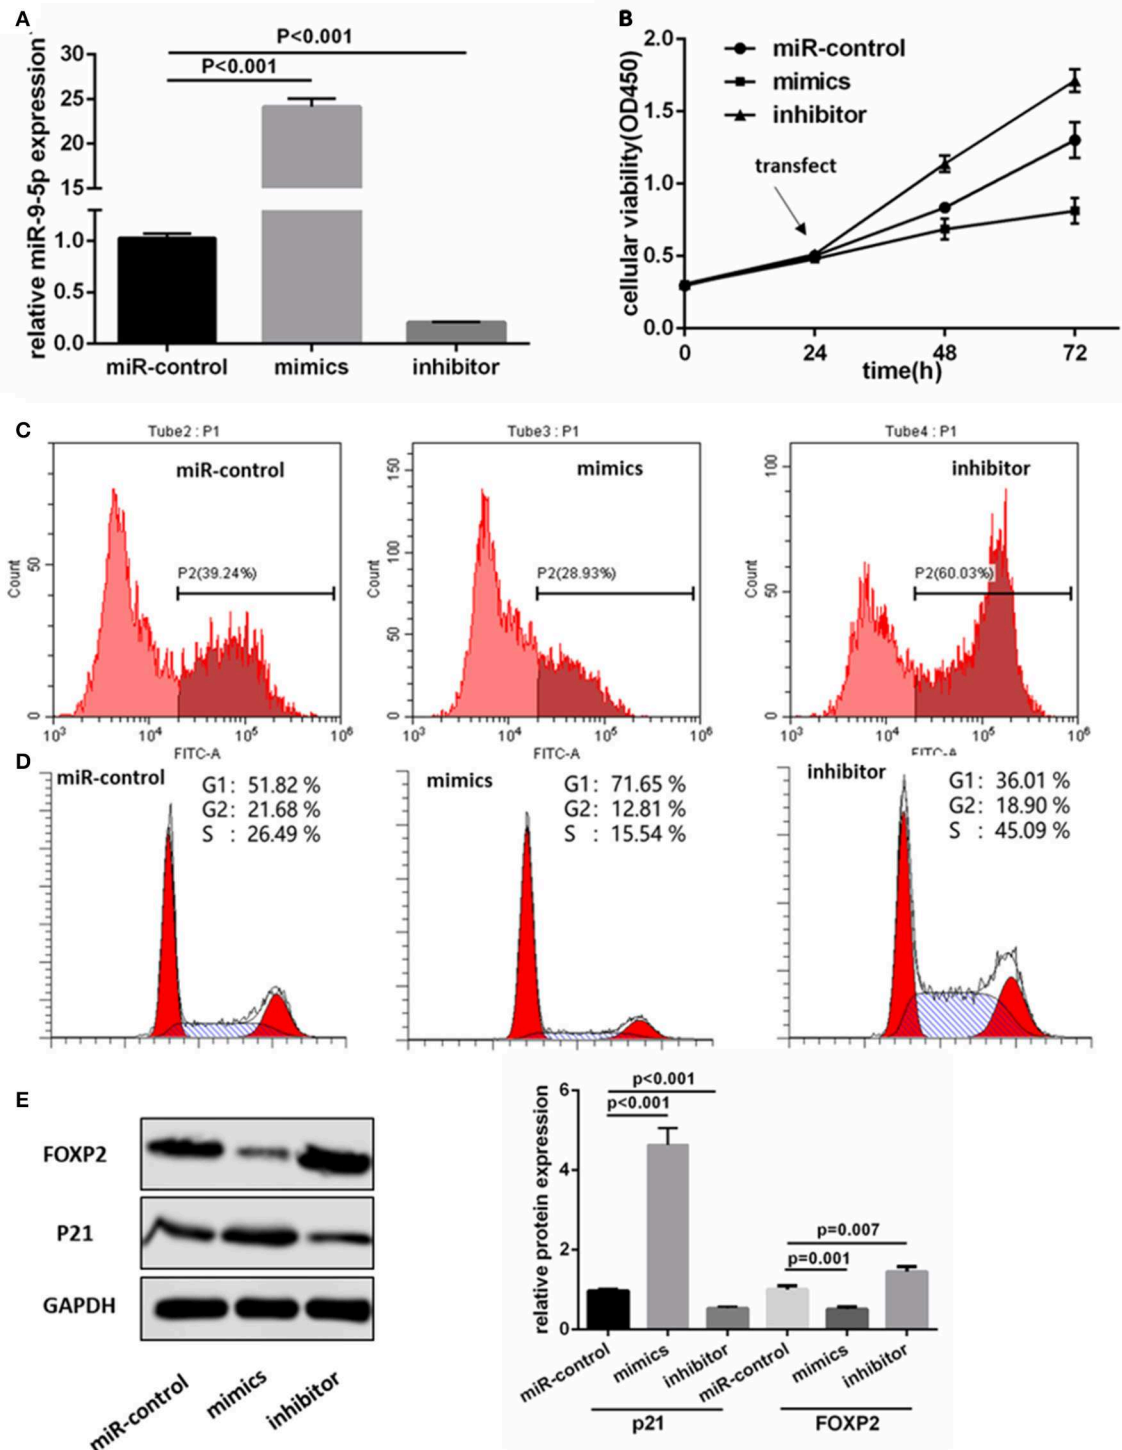 A
P<0.001
P<0.001
relative miR-9-5p expression
30
25
20
15
1.0
0.5
0.0
miR-control
mimics
inhibitor
B
miR-control
mimics
inhibitor
transfect
cellular viability(OD450)
2.0
1.5
1.0
0.5
0.0
0
24
48
72
time(h)
C
Tube2 : P1
miR-control
P2(39.24%)
Count
50
0
10³
10⁴
10⁵
10⁶
FITC-A
Tube3 : P1
mimics
P2(28.93%)
Count
150
100
50
0
10³
10⁴
10⁵
10⁶
FITC-A
Tube4 : P1
inhibitor
P2(60.03%)
Count
100
50
0
10³
10⁴
10⁵
10⁶
FITC-A
D
miR-control
G1: 51.82 %
G2: 21.68 %
S : 26.49 %
mimics
G1: 71.65 %
G2: 12.81 %
S : 15.54 %
inhibitor
G1: 36.01 %
G2: 18.90 %
S : 45.09 %
E
FOXP2
P21
GAPDH
miR-control
mimics
inhibitor
relative protein expression
6
4
2
0
p<0.001
p<0.001
p=0.007
p=0.001
miR-control
mimics
inhibitor
miR-control
mimics
inhibitor
p21
FOXP2